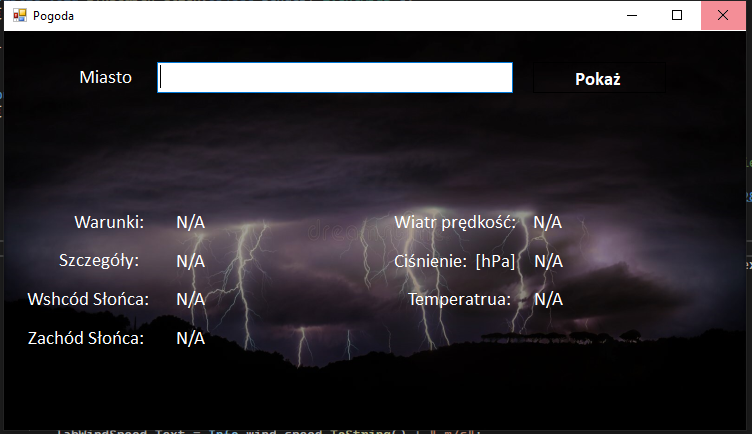 Pogoda
Miasto
Pokaż
Warunki: N/A
Wiatr prędkość: N/A
Szczegóły: N/A
Ciśnienie: [hPa] N/A
Wshcód Słońca: N/A
Temperatrua: N/A
Zachód Słońca: N/A